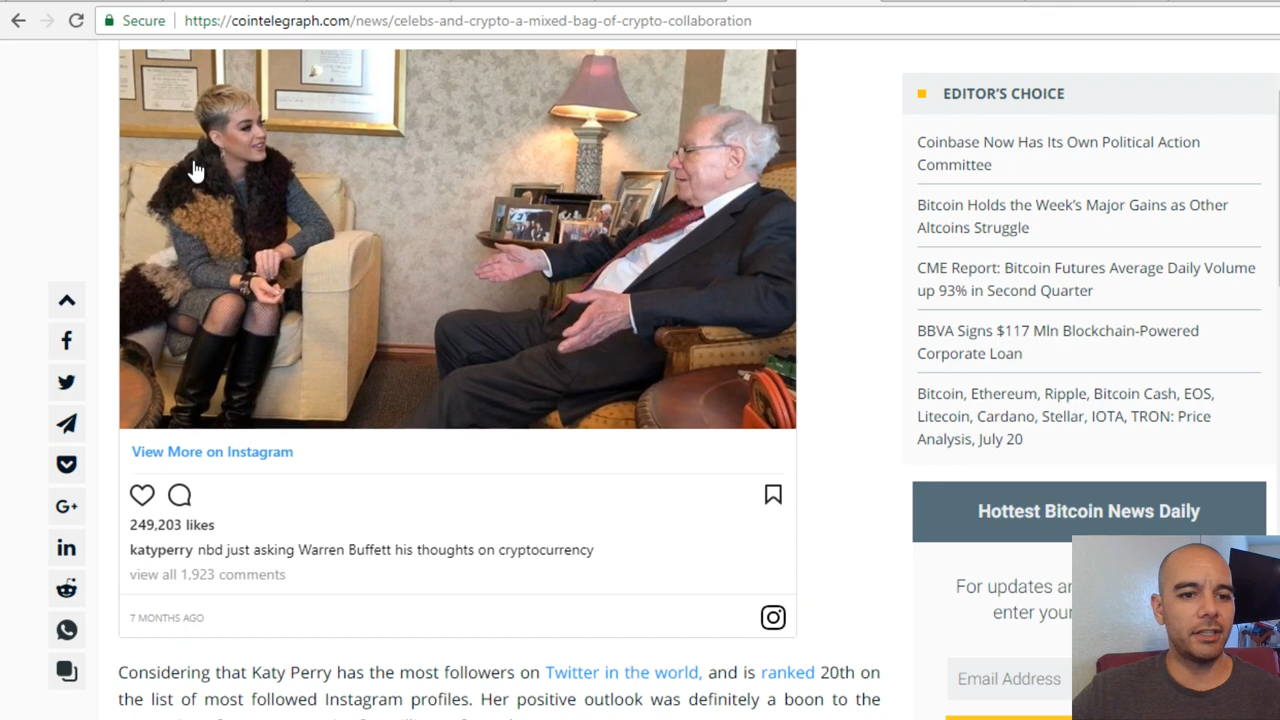 Secure
https://cointelegraph.com/news/celebs-and-crypto-a-mixed-bag-of-crypto-collaboration
View More on Instagram
249,203 likes
katyperry nbd just asking Warren Buffett his thoughts on cryptocurrency
view all 1,923 comments
7 MONTHS AGO
Considering that Katy Perry has the most followers on Twitter in the world, and is ranked 20th on
the list of most followed Instagram profiles. Her positive outlook was definitely a boon to the
EDITOR'S CHOICE
Coinbase Now Has Its Own Political Action
Committee
Bitcoin Holds the Week's Major Gains as Other
Altcoins Struggle
CME Report: Bitcoin Futures Average Daily Volume
up 93% in Second Quarter
BBVA Signs $117 Mln Blockchain-Powered
Corporate Loan
Bitcoin, Ethereum, Ripple, Bitcoin Cash, EOS,
Litecoin, Cardano, Stellar, IOTA, TRON: Price
Analysis, July 20
Hottest Bitcoin News Daily
For updates
enter your
Email Address
G+
in